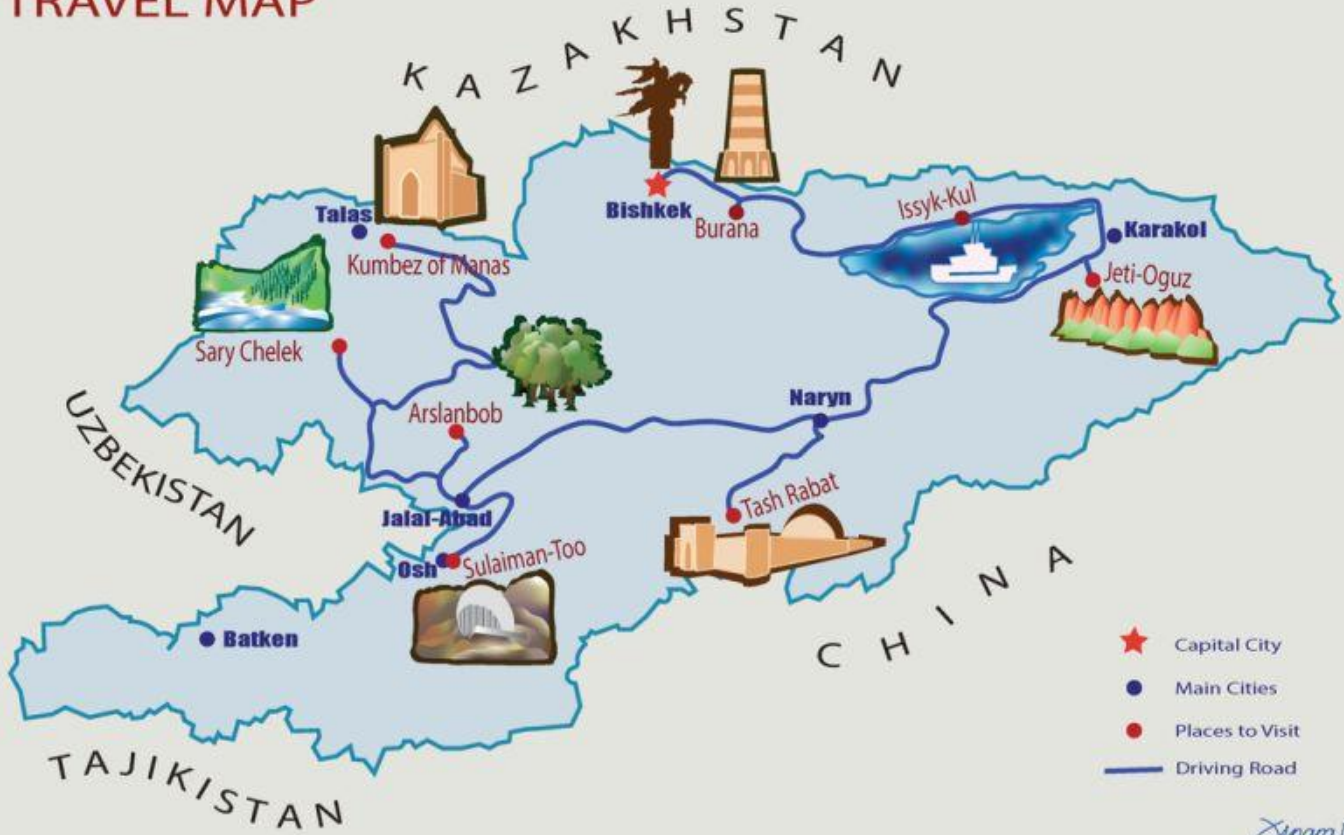 TRAVEL MAP
KAZAKHSTAN
Talas
Kumbez of Manas
Bishkek
Burana
Issyk-Kul
Karakol
Jeti-Oguz
Sary Chelek
Arslanbob
Naryn
UZBEKISTAN
Jalal-Abad
Tash Rabat
Osh
Sulaiman-Too
Batken
CHINA
TAJIKISTAN
Capital City
Main Cities
Places to Visit
Driving Road